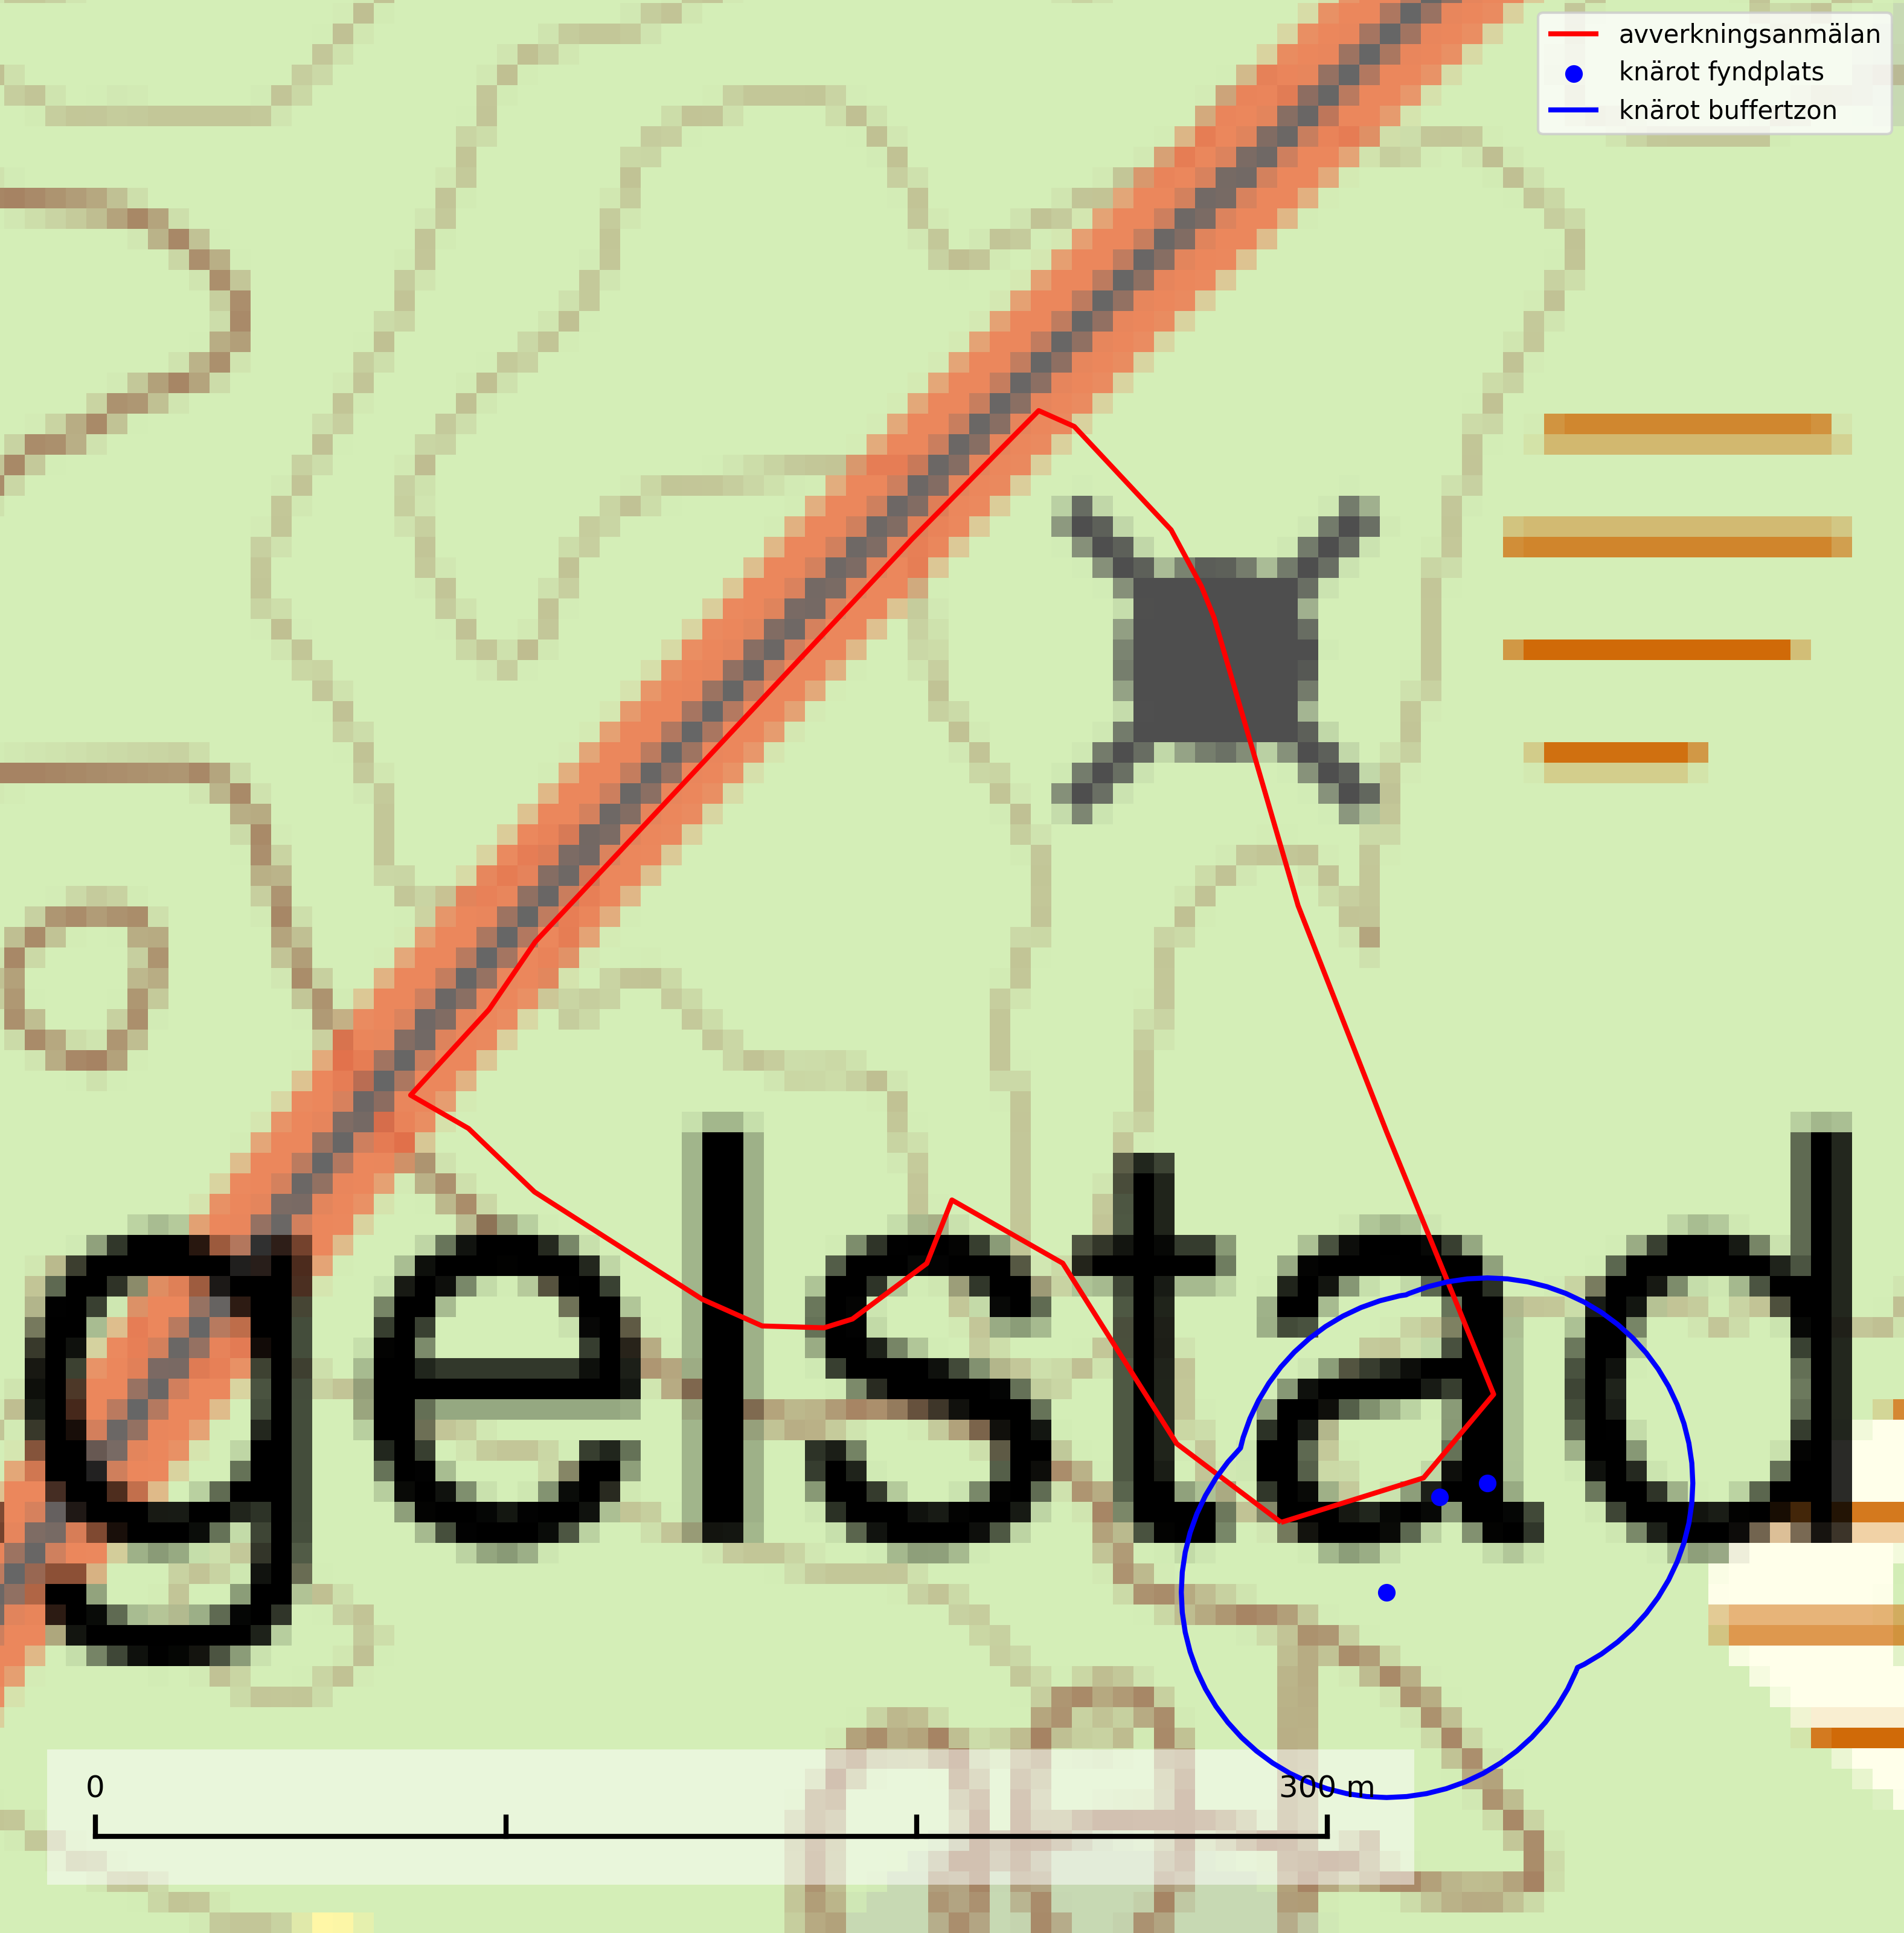 avverkningsanmälan
knärot fyndplats
knärot buffertzon
gelstad
0 300 m